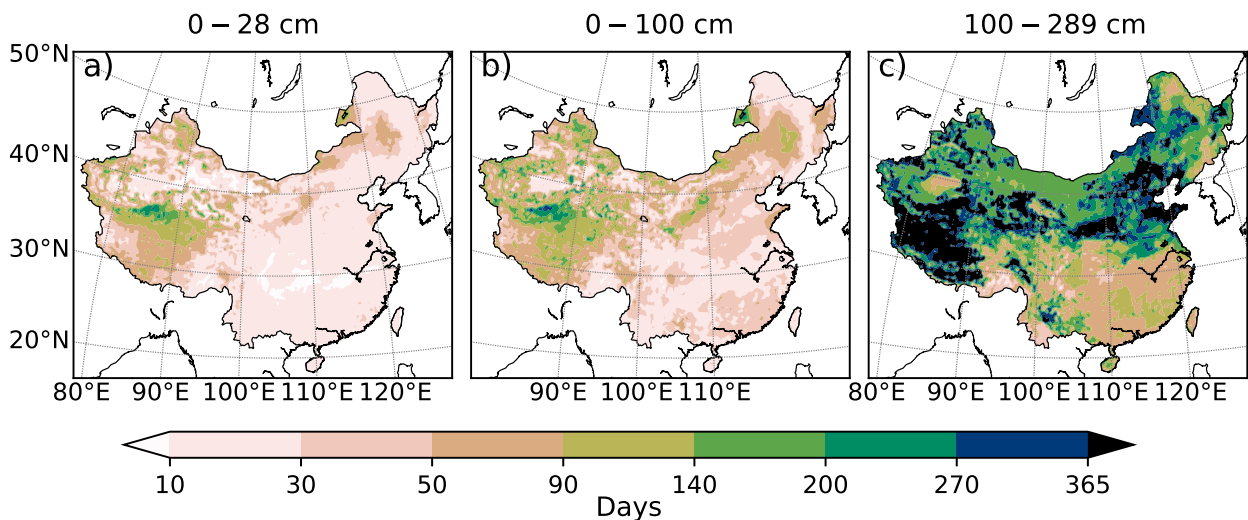 0 − 28 cm
0 − 100 cm
100 − 289 cm
a)
b)
c)
50°N
40°N
30°N
20°N
80°E 90°E 100°E 110°E 120°E
90°E 100°E 110°E 120°E
80°E 90°E 100°E 110°E 120°E
10 30 50 90 140 200 270 365
Days